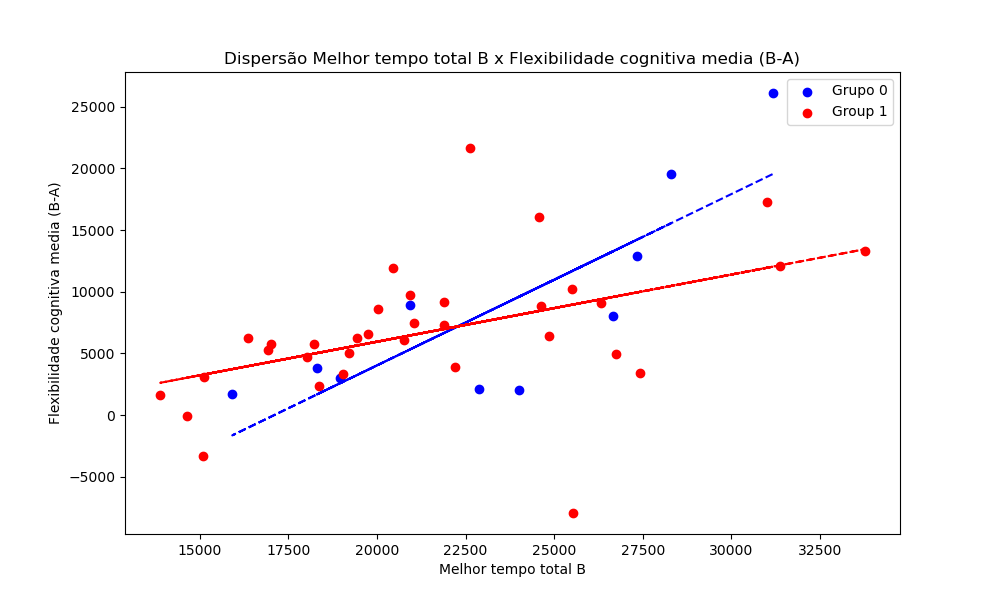 Dispersão Melhor tempo total B x Flexibilidade cognitiva media (B-A)
Grupo 0
Group 1
Flexibilidade cognitiva media (B-A)
25000
20000
15000
10000
5000
0
−5000
15000 17500 20000 22500 25000 27500 30000 32500
Melhor tempo total B